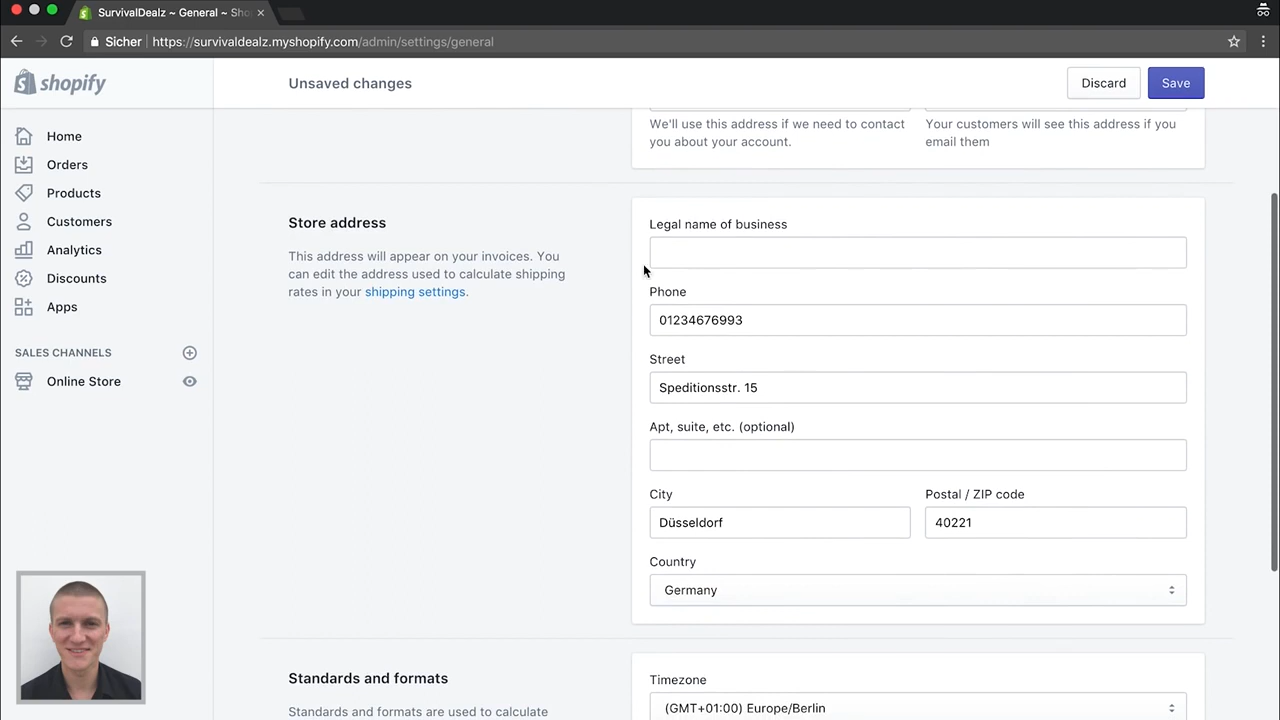 SurvivalDealz ~ General ~ Sho
Sicher https://survivaldealz.myshopify.com/admin/settings/general
shopify
Unsaved changes
Discard
Save
Home
Orders
Products
Customers
Analytics
Discounts
Apps
SALES CHANNELS
Online Store
We'll use this address if we need to contact
you about your account.
Your customers will see this address if you
email them
Store address
This address will appear on your invoices. You
can edit the address used to calculate shipping
rates in your shipping settings.
Legal name of business
Phone
01234676993
Street
Speditionsstr. 15
Apt, suite, etc. (optional)
City
Düsseldorf
Postal / ZIP code
40221
Country
Germany
Standards and formats
Standards and formats are used to calculate
Timezone
(GMT+01:00) Europe/Berlin